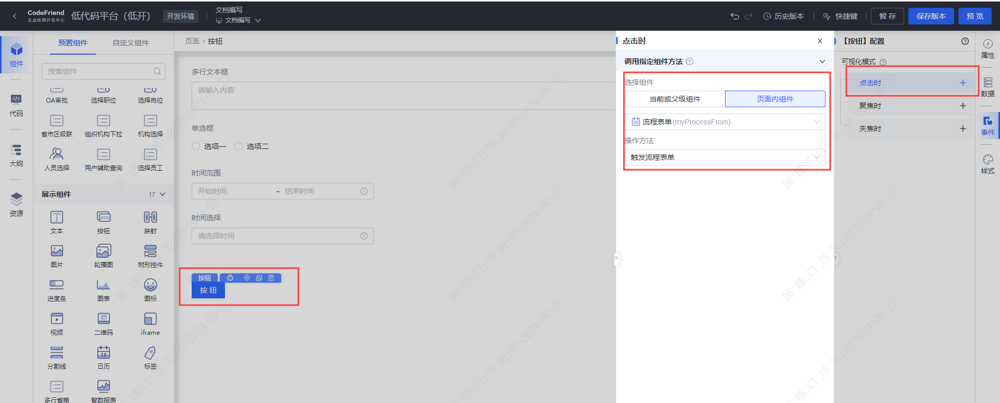 CodeFriend
企业应用开发中心
低代码平台（低开）
开发环境
文档编写
文档编写
历史版本
快捷键
暂 存
保存版本
预 览
组件
代码
大纲
资源
预置组件
自定义组件
搜索组件
OA审批
选择职位
选择岗位
省市区级联
组织机构下拉
机构选择
人员选择
用户辅助查询
选择员工
展示组件
17
文本
按钮
映射
图片
轮播图
树形控件
进度条
图表
图标
视频
二维码
iframe
分割线
日历
标签
多行省略
智数报表
页面 > 按钮
多行文本框
请输入内容
单选框
选项一
选项二
时间范围
开始时间
~
结束时间
时间选择
请选择时间
按钮
按 钮
点击时
调用指定组件方法
选择组件
当前或父级组件
页面内组件
流程表单(myProcessFrom)
操作方法
触发流程表单
【按钮】配置
可视化模式
点击时
聚焦时
失焦时
属性
数据
事件
样式
D8:BB:C1:28:38:92-2024-06-27